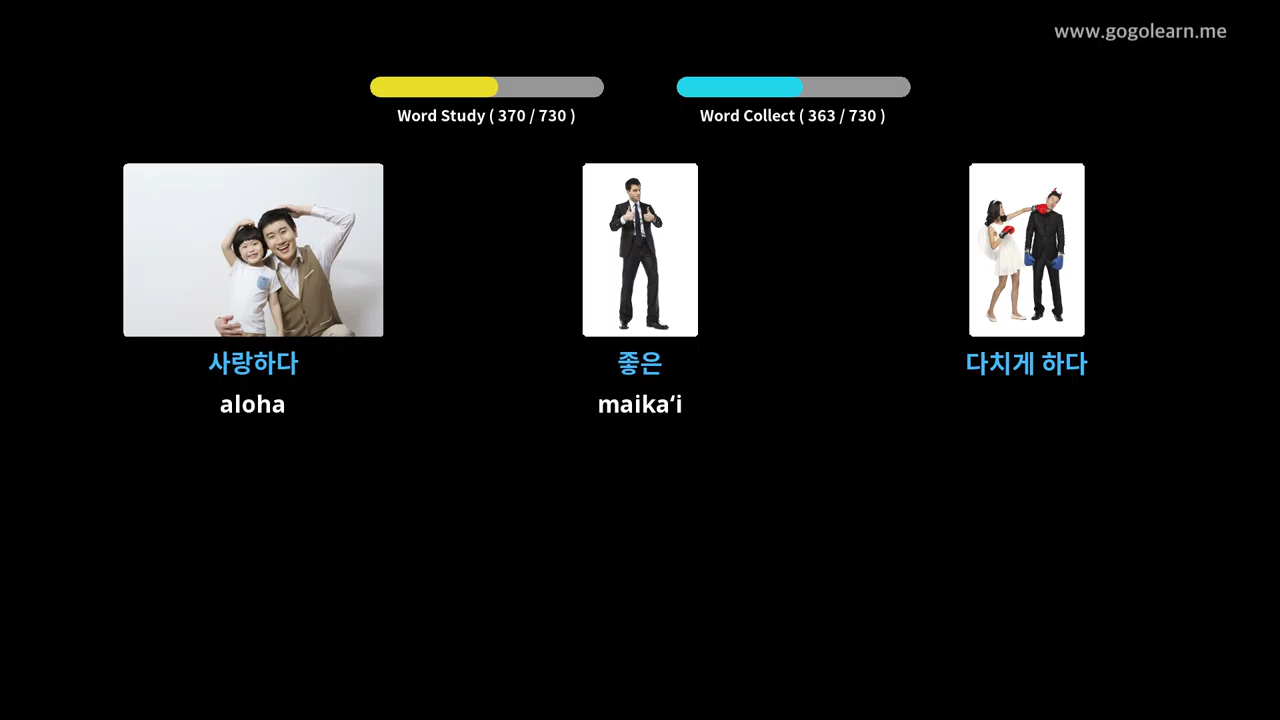 www.gogolearn.me
Word Study ( 370 / 730 )
Word Collect ( 363 / 730 )
사랑하다
좋은
다치게 하다
aloha
maikaʻi